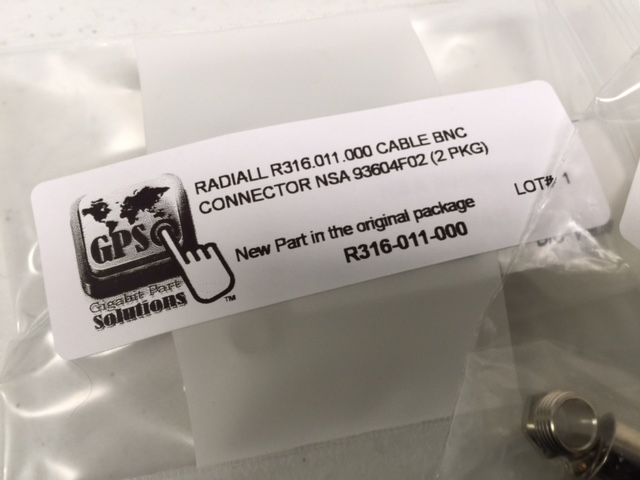 RADIALL R316.011.000 CABLE BNC
CONNECTOR NSA 93604F02 (2 PKG)
LOT#: 1
New Part in the original package
R316-011-000
GPS
Gigabit Part
Solutions
TM